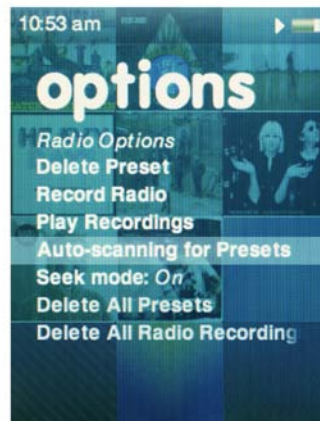 10:53 am
options
Radio Options
Delete Preset
Record Radio
Play Recordings
Auto-scanning for Presets
Seek mode: On
Delete All Presets
Delete All Radio Recording